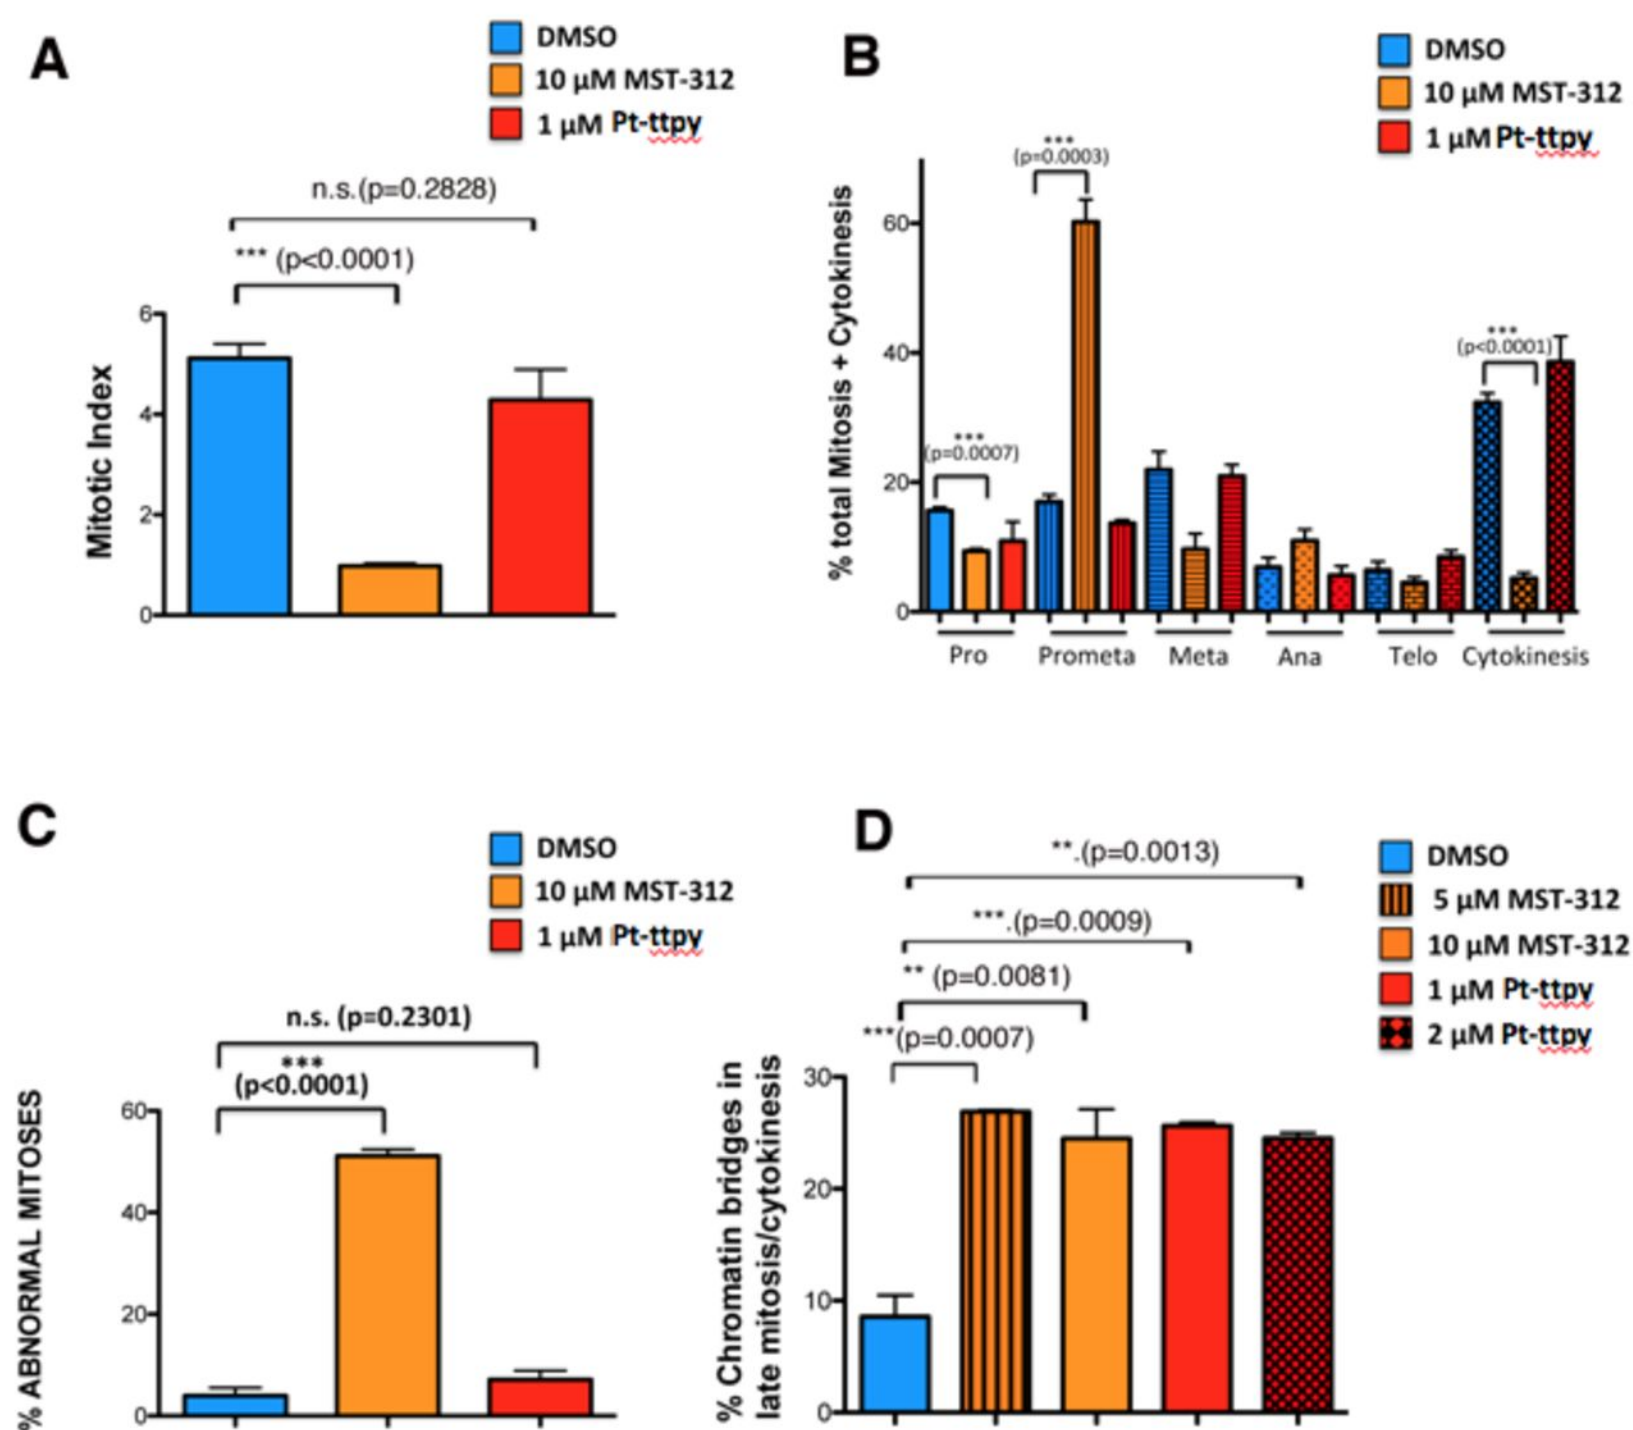 A
DMSO
10 µM MST-312
1 µM Pt-ttpy
n.s.(p=0.2828)
*** (p<0.0001)
Mitotic Index
6
4
2
0
B
DMSO
10 µM MST-312
1 µM Pt-ttpy
% total Mitosis + Cytokinesis
60
40
20
0
***
(p=0.0007)
***
(p=0.0003)
***
(p<0.0001)
Pro
Prometa
Meta
Ana
Telo
Cytokinesis
C
DMSO
10 µM MST-312
1 µM Pt-ttpy
n.s. (p=0.2301)
***
(p<0.0001)
% ABNORMAL MITOSES
60
40
20
0
D
DMSO
5 µM MST-312
10 µM MST-312
1 µM Pt-ttpy
2 µM Pt-ttpy
**.(p=0.0013)
***.(p=0.0009)
** (p=0.0081)
***(p=0.0007)
% Chromatin bridges in
late mitosis/cytokinesis
30
20
10
0